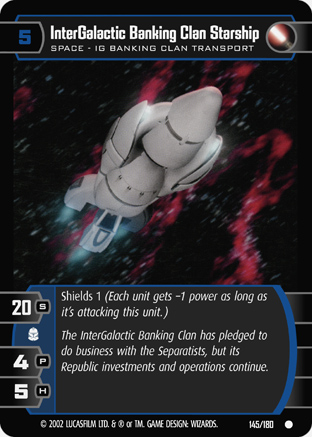 5 InterGalactic Banking Clan Starship
SPACE - IG BANKING CLAN TRANSPORT
20 S
4 P
5 H
Shields 1 (Each unit gets –1 power as long as
it's attacking this unit.)
The InterGalactic Banking Clan has pledged to
do business with the Separatists, but its
Republic investments and operations continue.
© 2002 LUCASFILM LTD. & ® or TM. GAME DESIGN: WIZARDS. 145/180